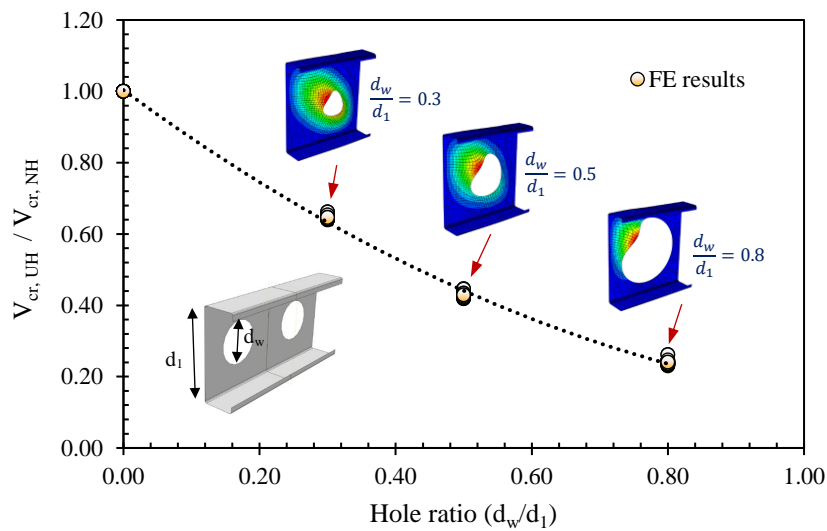 1.20
1.00
0.80
0.60
0.40
0.20
0.00
V_cr, UH / V_cr, NH
FE results
d_w/d_1 = 0.3
d_w/d_1 = 0.5
d_w/d_1 = 0.8
d_1
d_w
0.00 0.20 0.40 0.60 0.80 1.00
Hole ratio (d_w/d_1)